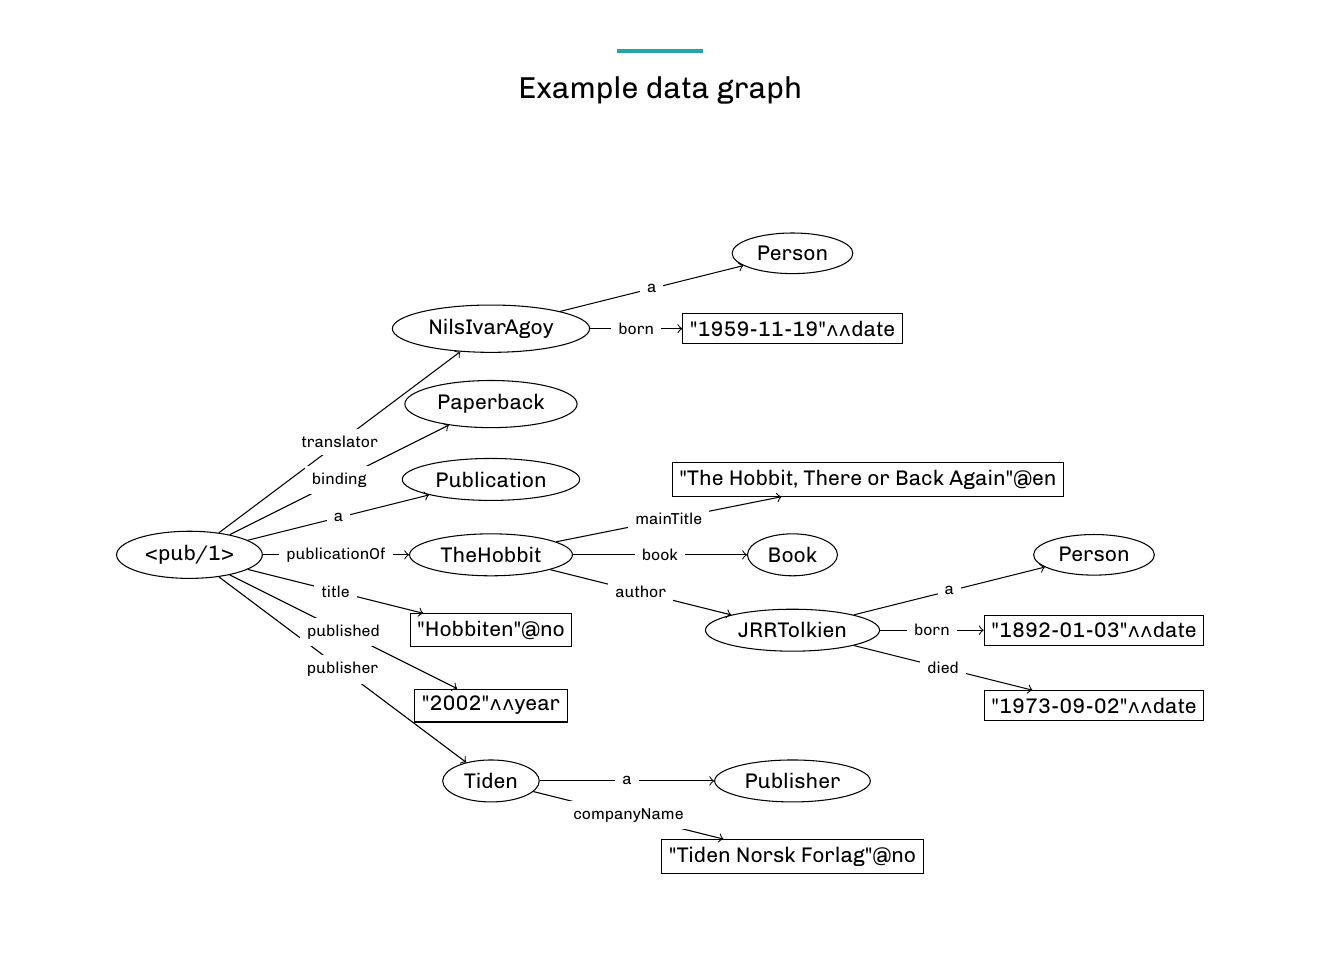 Example data graph
Person
a
NilsIvarAgoy
born
"1959-11-19"^^date
Paperback
translator
binding
Publication
"The Hobbit, There or Back Again"@en
a
mainTitle
<pub/1>
publicationOf
TheHobbit
book
Book
Person
title
author
a
"Hobbiten"@no
JRRTolkien
born
"1892-01-03"^^date
published
publisher
died
"2002"^^year
"1973-09-02"^^date
Tiden
a
Publisher
companyName
"Tiden Norsk Forlag"@no